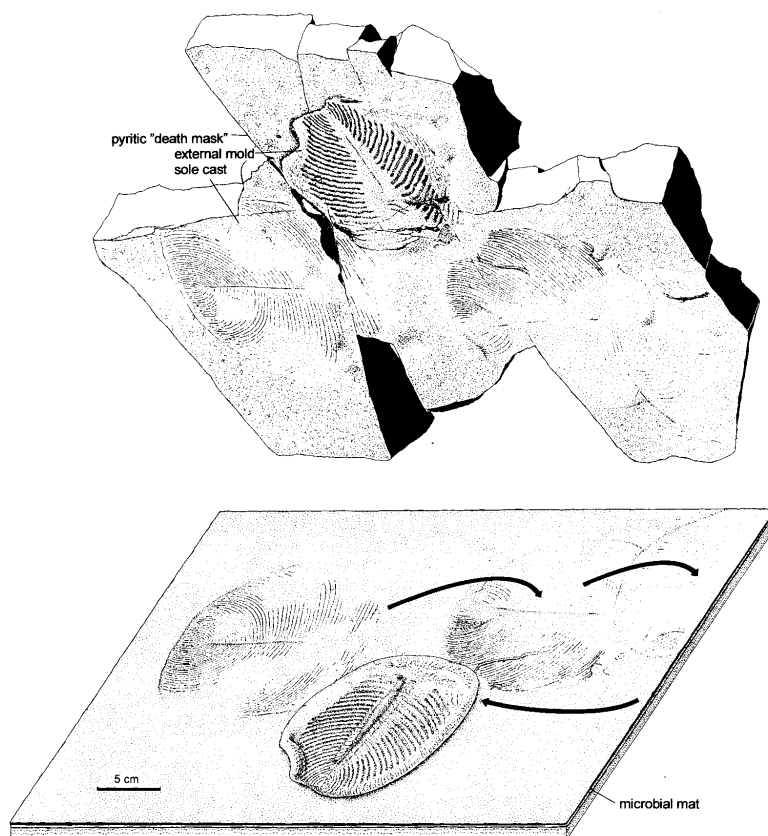 pyritic "death mask"
external mold
sole cast
5 cm
microbial mat